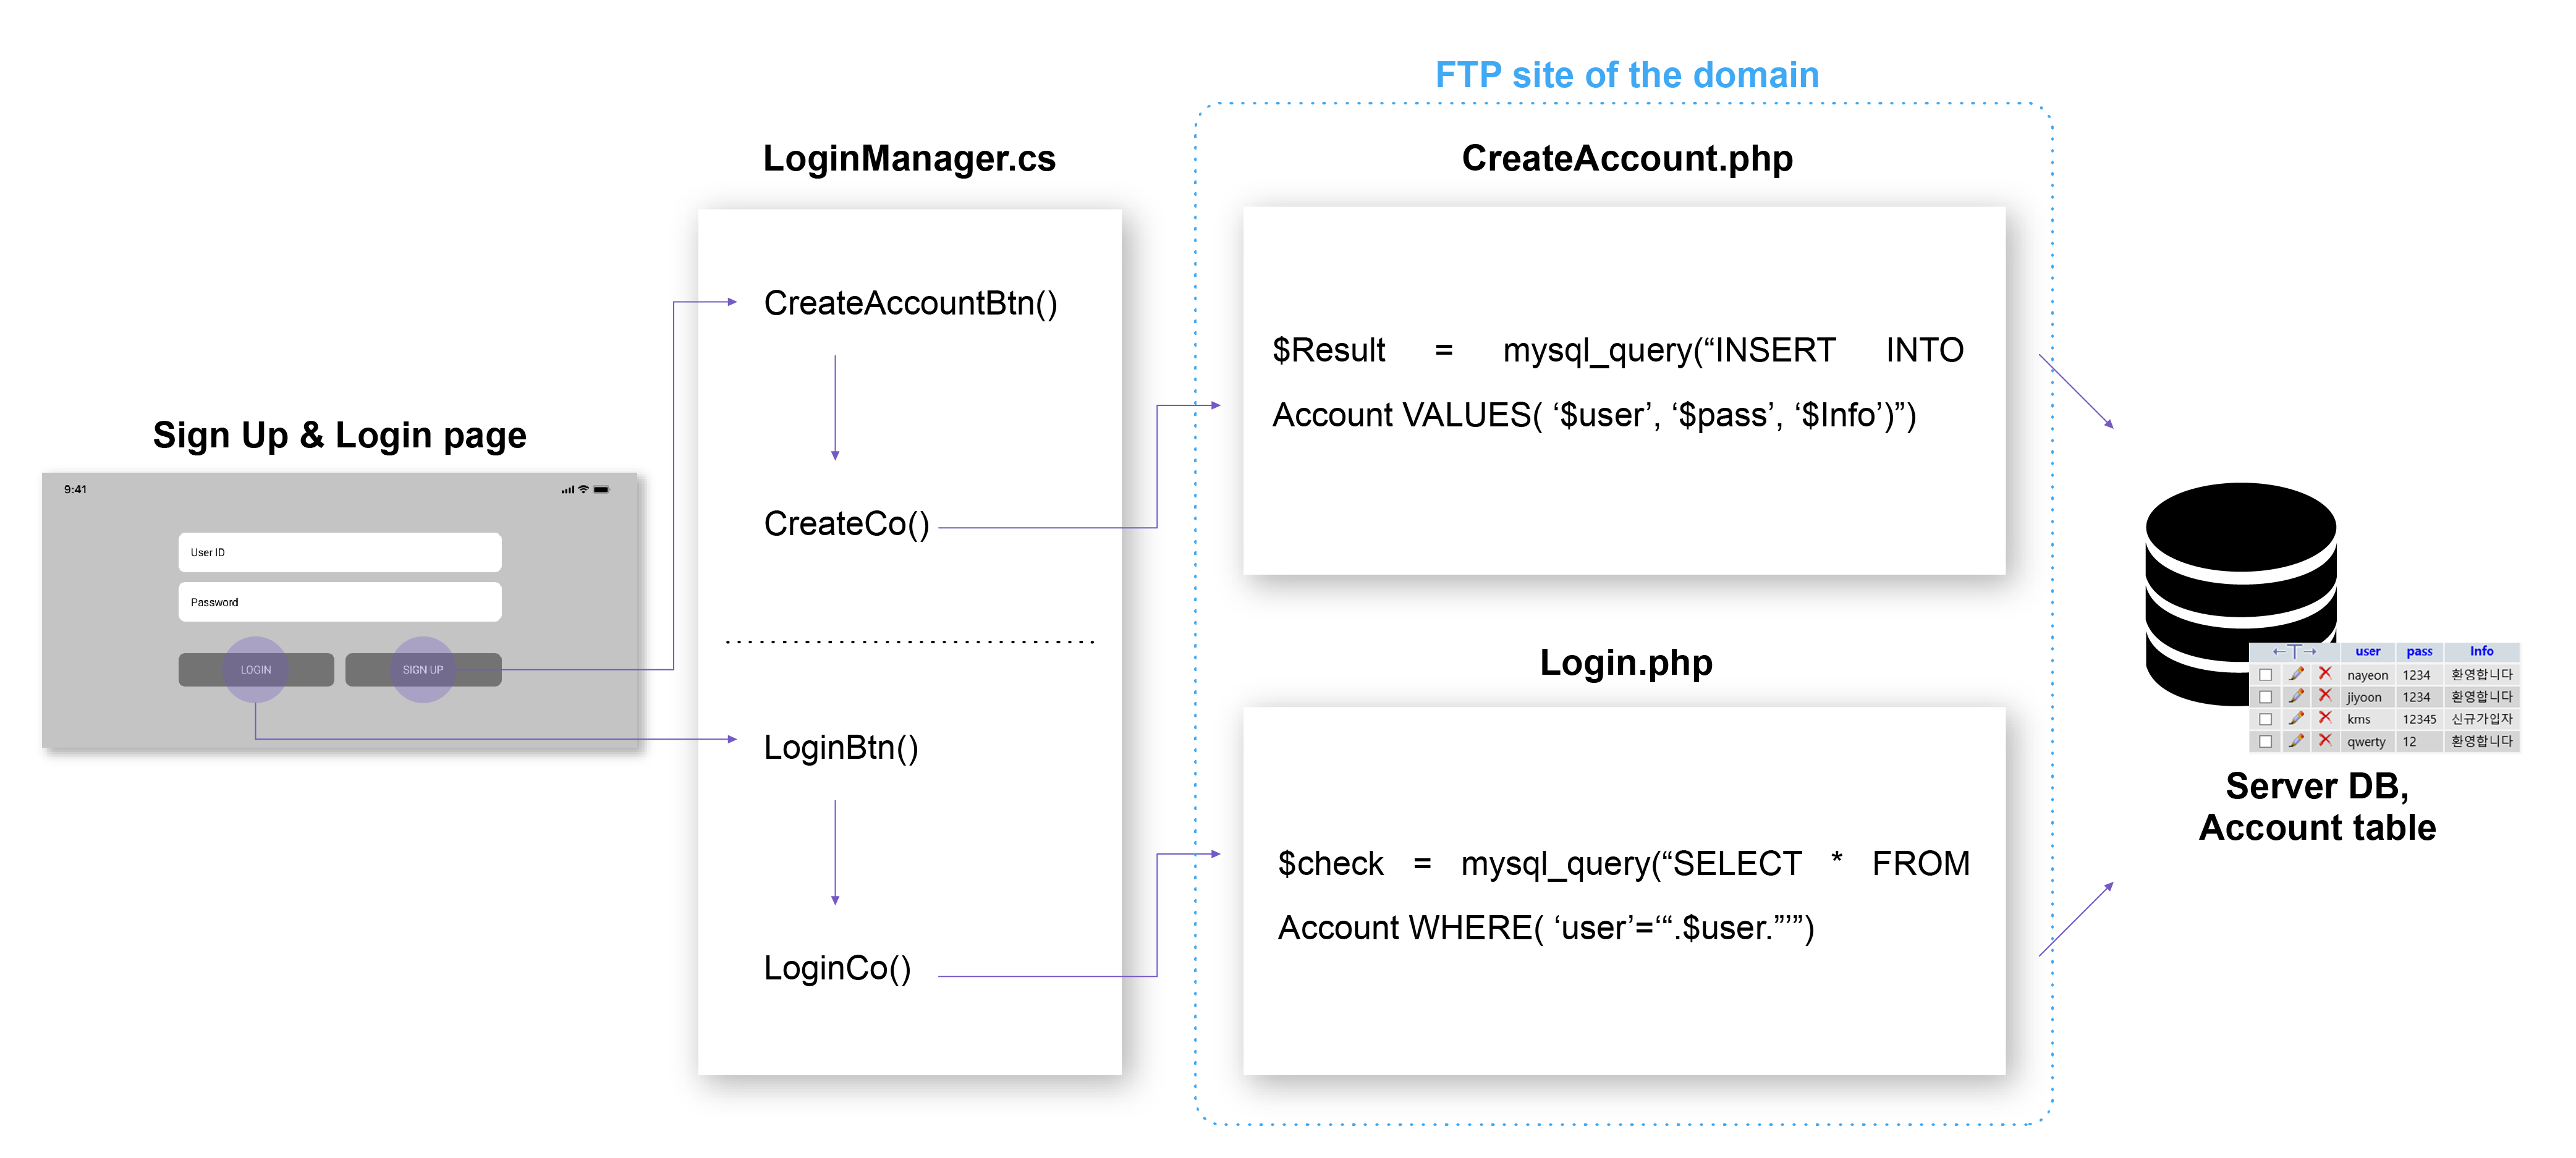 FTP site of the domain
LoginManager.cs
CreateAccount.php
CreateAccountBtn()
$Result = mysql_query(“INSERT INTO
Account VALUES( ‘$user’, ‘$pass’, ‘$Info’)”)
Sign Up & Login page
9:41
CreateCo()
User ID
Password
LOGIN
SIGN UP
Login.php
user pass Info
nayeon 1234 환영합니다
jiyoon 1234 환영합니다
kms 12345 신규가입자
qwerty 12 환영합니다
LoginBtn()
Server DB,
Account table
$check = mysql_query(“SELECT * FROM
Account WHERE( ‘user’=‘“.$user.”’”)
LoginCo()